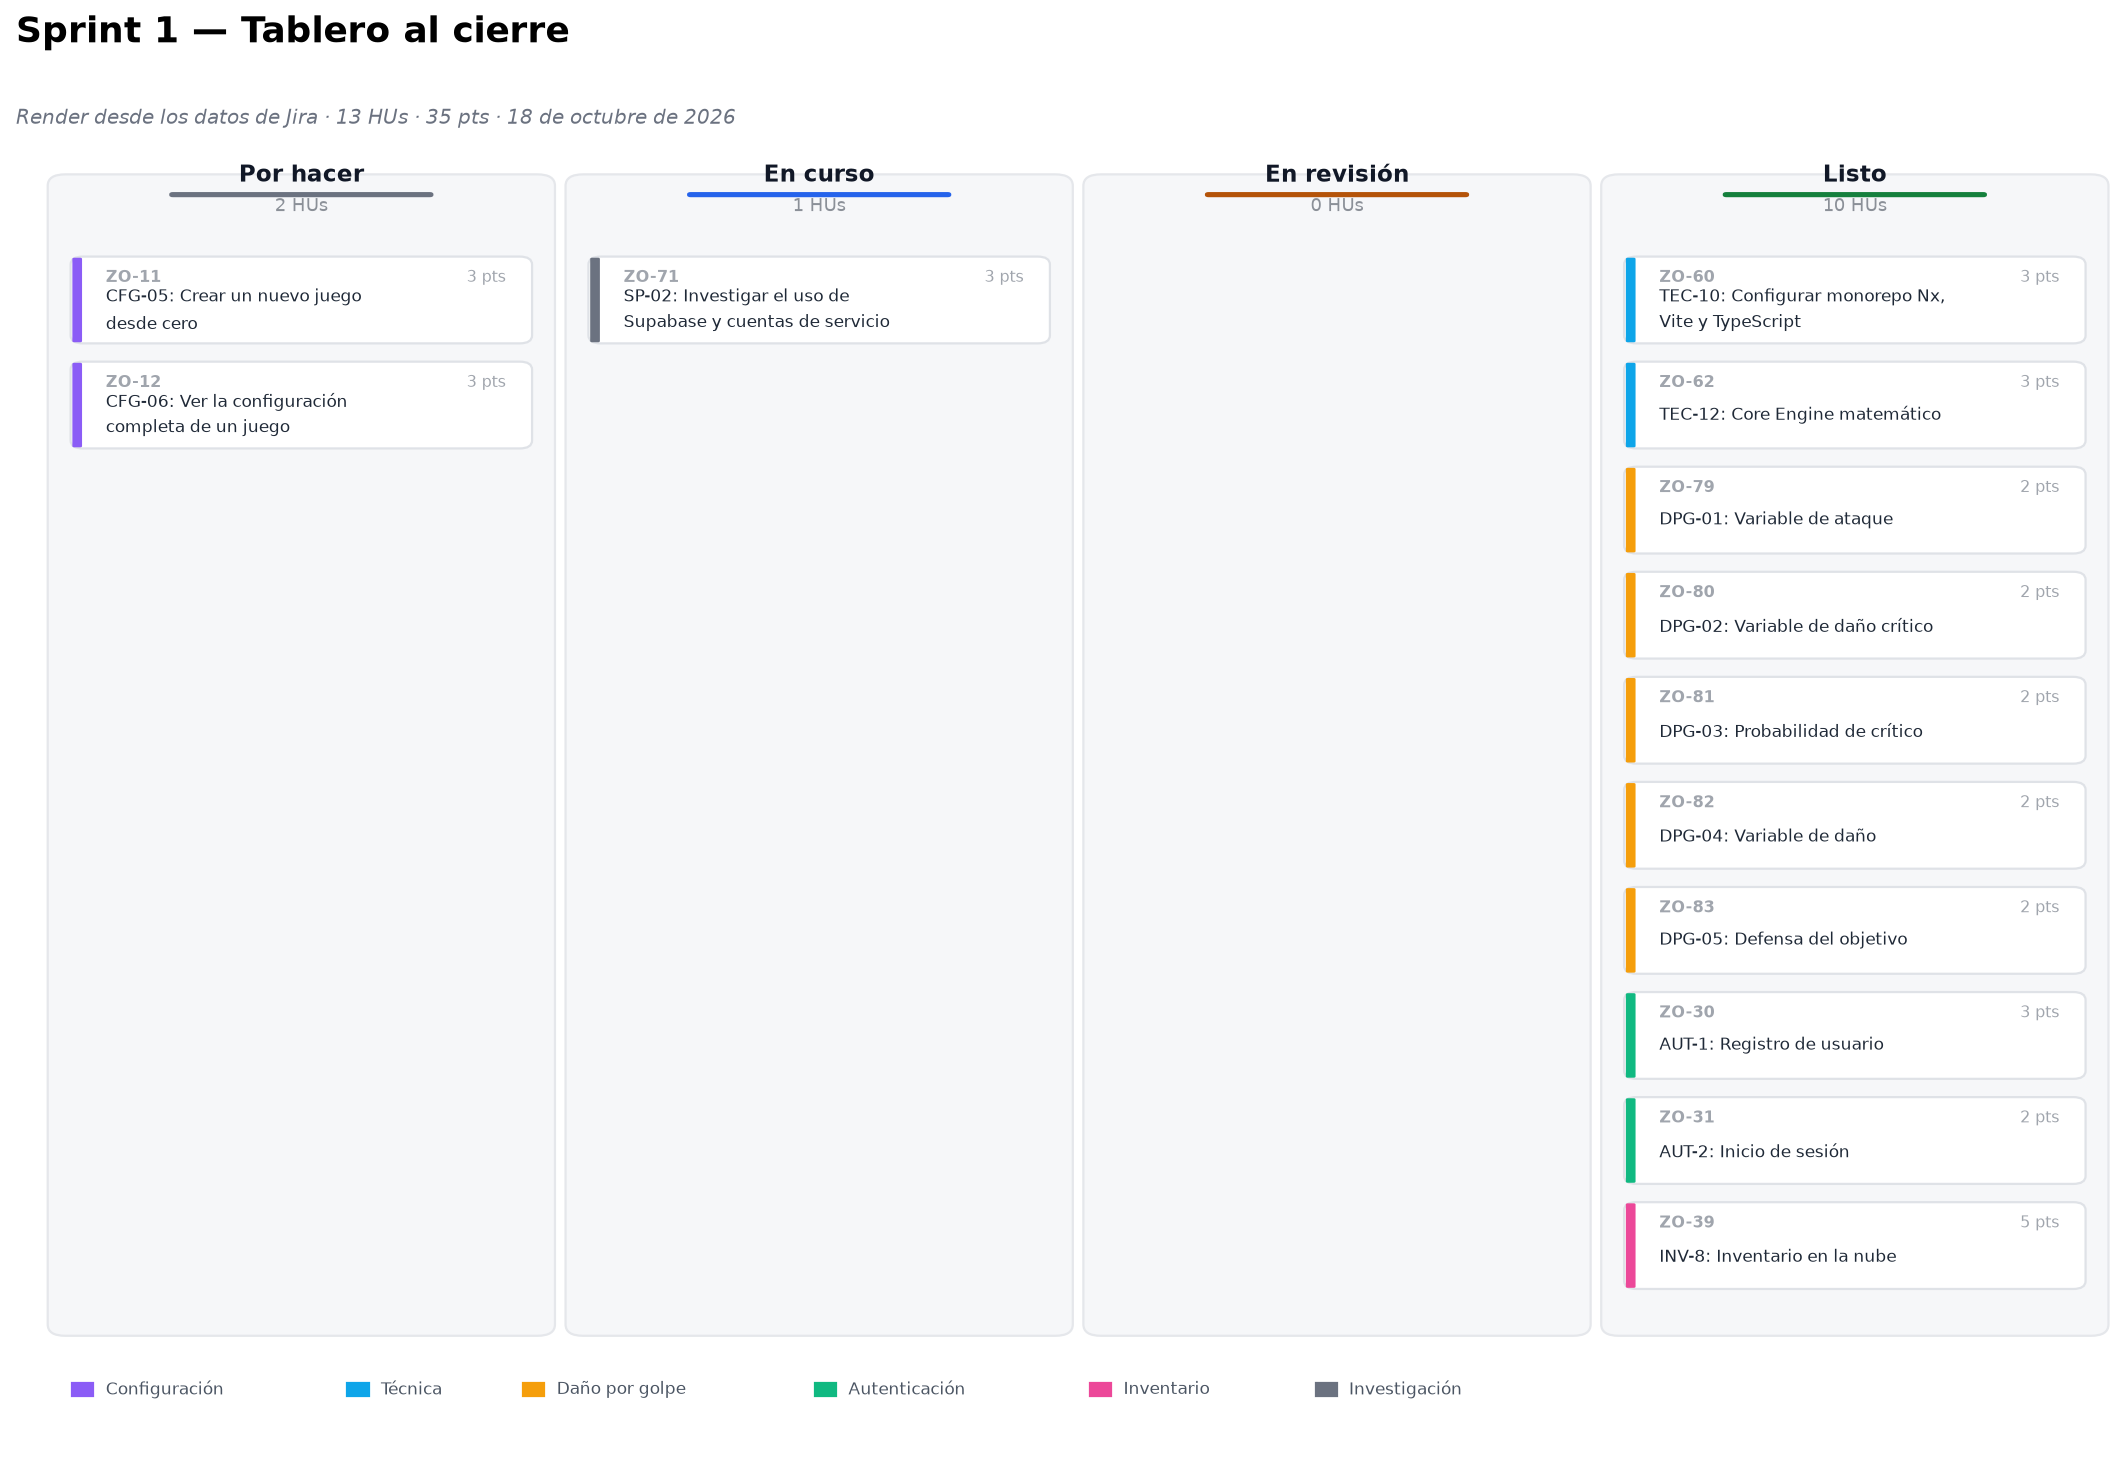 Sprint 1 — Tablero al cierre
Render desde los datos de Jira · 13 HUs · 35 pts · 18 de octubre de 2026
Por hacer
2 HUs
ZO-11 3 pts
CFG-05: Crear un nuevo juego
desde cero
ZO-12 3 pts
CFG-06: Ver la configuración
completa de un juego
En curso
1 HUs
ZO-71 3 pts
SP-02: Investigar el uso de
Supabase y cuentas de servicio
En revisión
0 HUs
Listo
10 HUs
ZO-60 3 pts
TEC-10: Configurar monorepo Nx,
Vite y TypeScript
ZO-62 3 pts
TEC-12: Core Engine matemático
ZO-79 2 pts
DPG-01: Variable de ataque
ZO-80 2 pts
DPG-02: Variable de daño crítico
ZO-81 2 pts
DPG-03: Probabilidad de crítico
ZO-82 2 pts
DPG-04: Variable de daño
ZO-83 2 pts
DPG-05: Defensa del objetivo
ZO-30 3 pts
AUT-1: Registro de usuario
ZO-31 2 pts
AUT-2: Inicio de sesión
ZO-39 5 pts
INV-8: Inventario en la nube
Configuración
Técnica
Daño por golpe
Autenticación
Inventario
Investigación